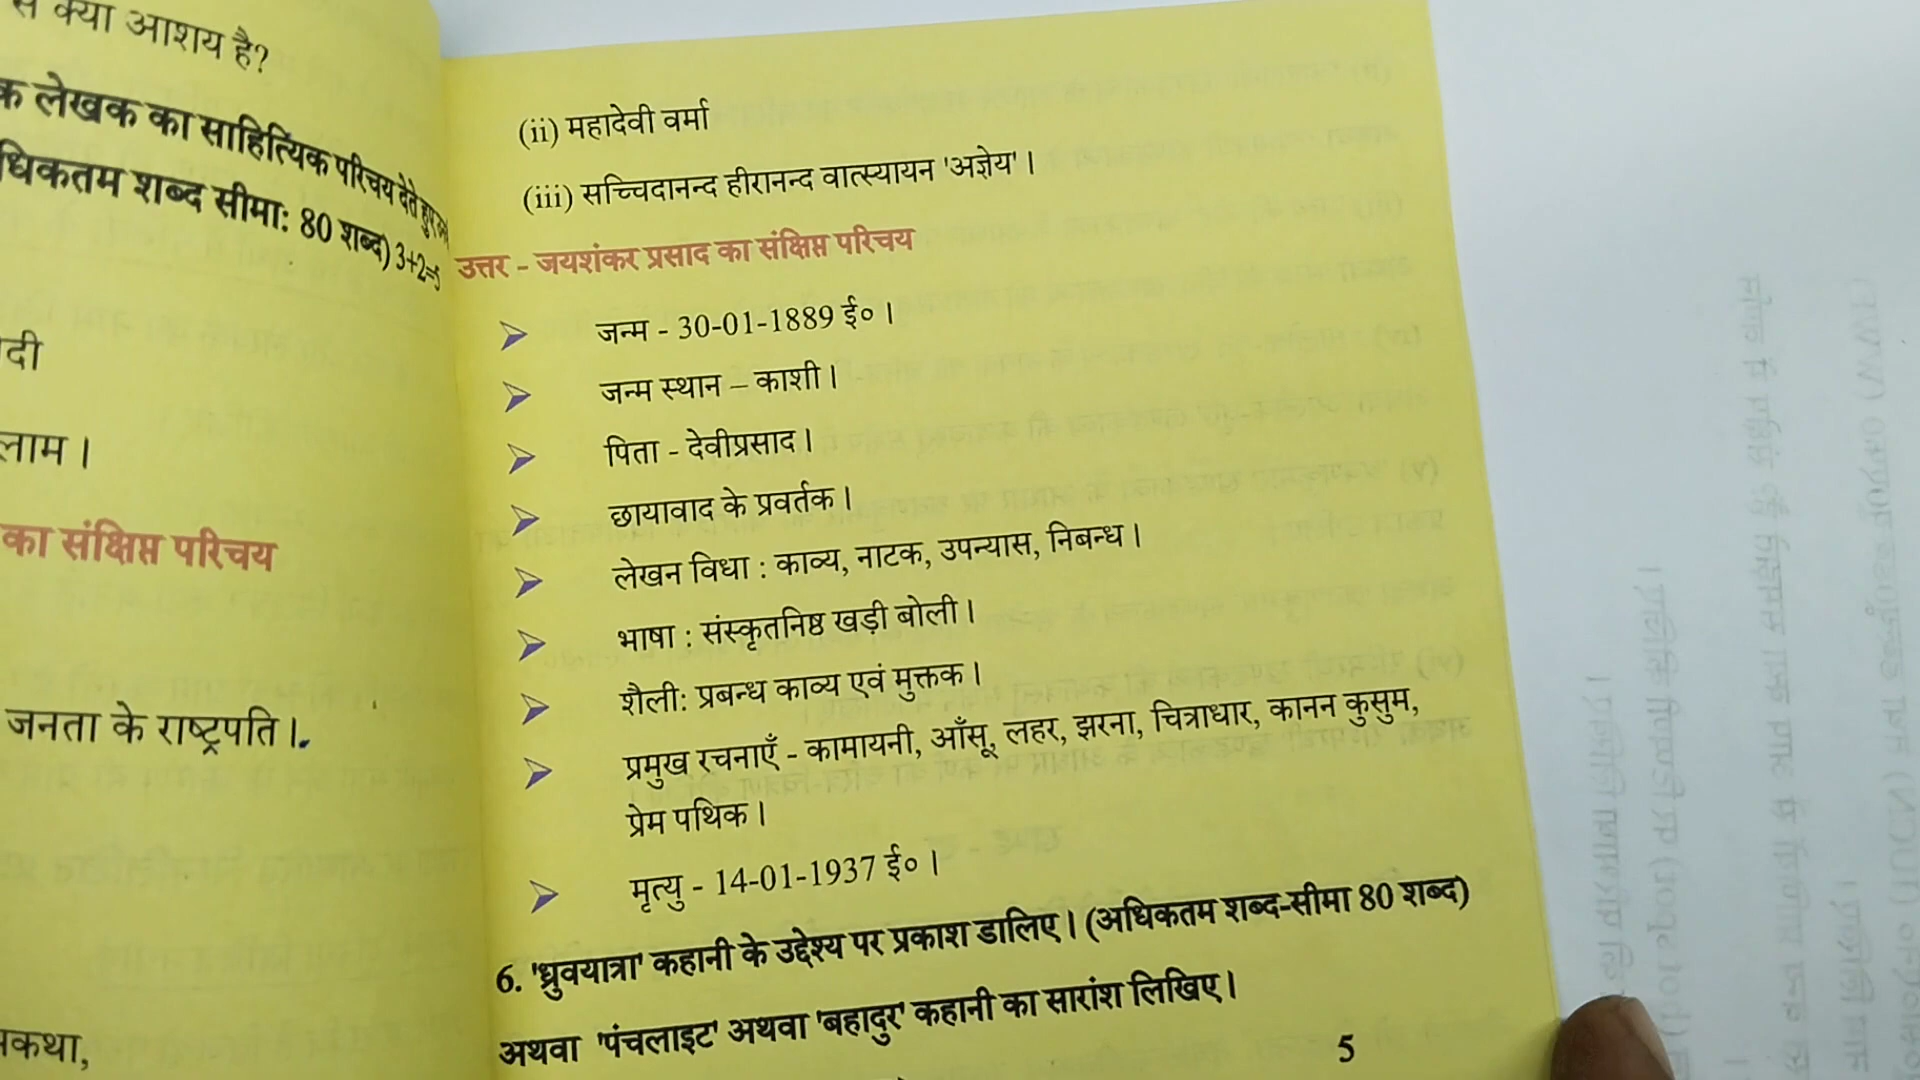 क्या आशय है?
लेखक का साहित्यिक परिचय देते हुए
शब्द सीमा: 80 शब्द) 3+2=5
का संक्षिप्त परिचय
जनता के राष्ट्रपति।
(ii) महादेवी वर्मा
(iii) सच्चिदानन्द हीरानन्द वात्स्यायन 'अज्ञेय'।
उत्तर - जयशंकर प्रसाद का संक्षिप्त परिचय
➢ जन्म - 30-01-1889 ई०।
➢ जन्म स्थान – काशी।
➢ पिता - देवीप्रसाद।
➢ छायावाद के प्रवर्तक।
➢ लेखन विधा : काव्य, नाटक, उपन्यास, निबन्ध।
➢ भाषा : संस्कृतनिष्ठ खड़ी बोली।
➢ शैली: प्रबन्ध काव्य एवं मुक्तक।
➢ प्रमुख रचनाएँ - कामायनी, आँसू, लहर, झरना, चित्राधार, कानन कुसुम,
प्रेम पथिक।
➢ मृत्यु - 14-01-1937 ई०।
6. 'ध्रुवयात्रा' कहानी के उद्देश्य पर प्रकाश डालिए। (अधिकतम शब्द-सीमा 80 शब्द)
अथवा 'पंचलाइट' अथवा 'बहादुर' कहानी का सारांश लिखिए।
5